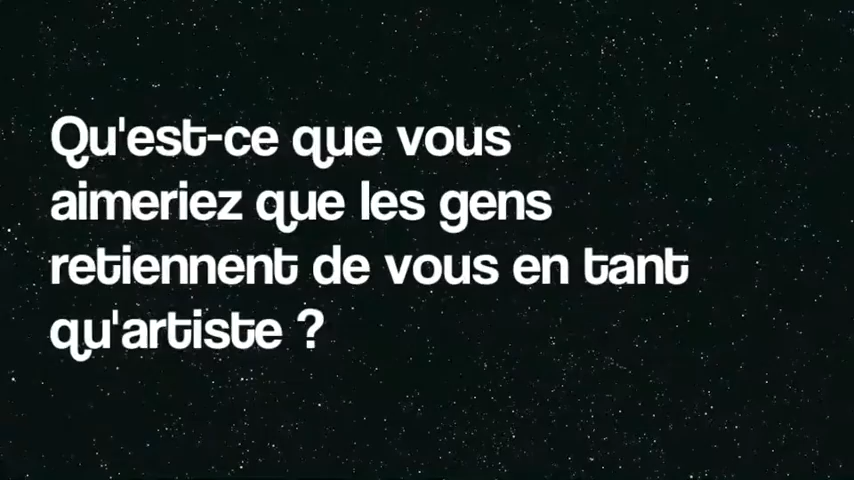 Qu'est-ce que vous
aimeriez que les gens
retiennent de vous en tant
qu'artiste ?